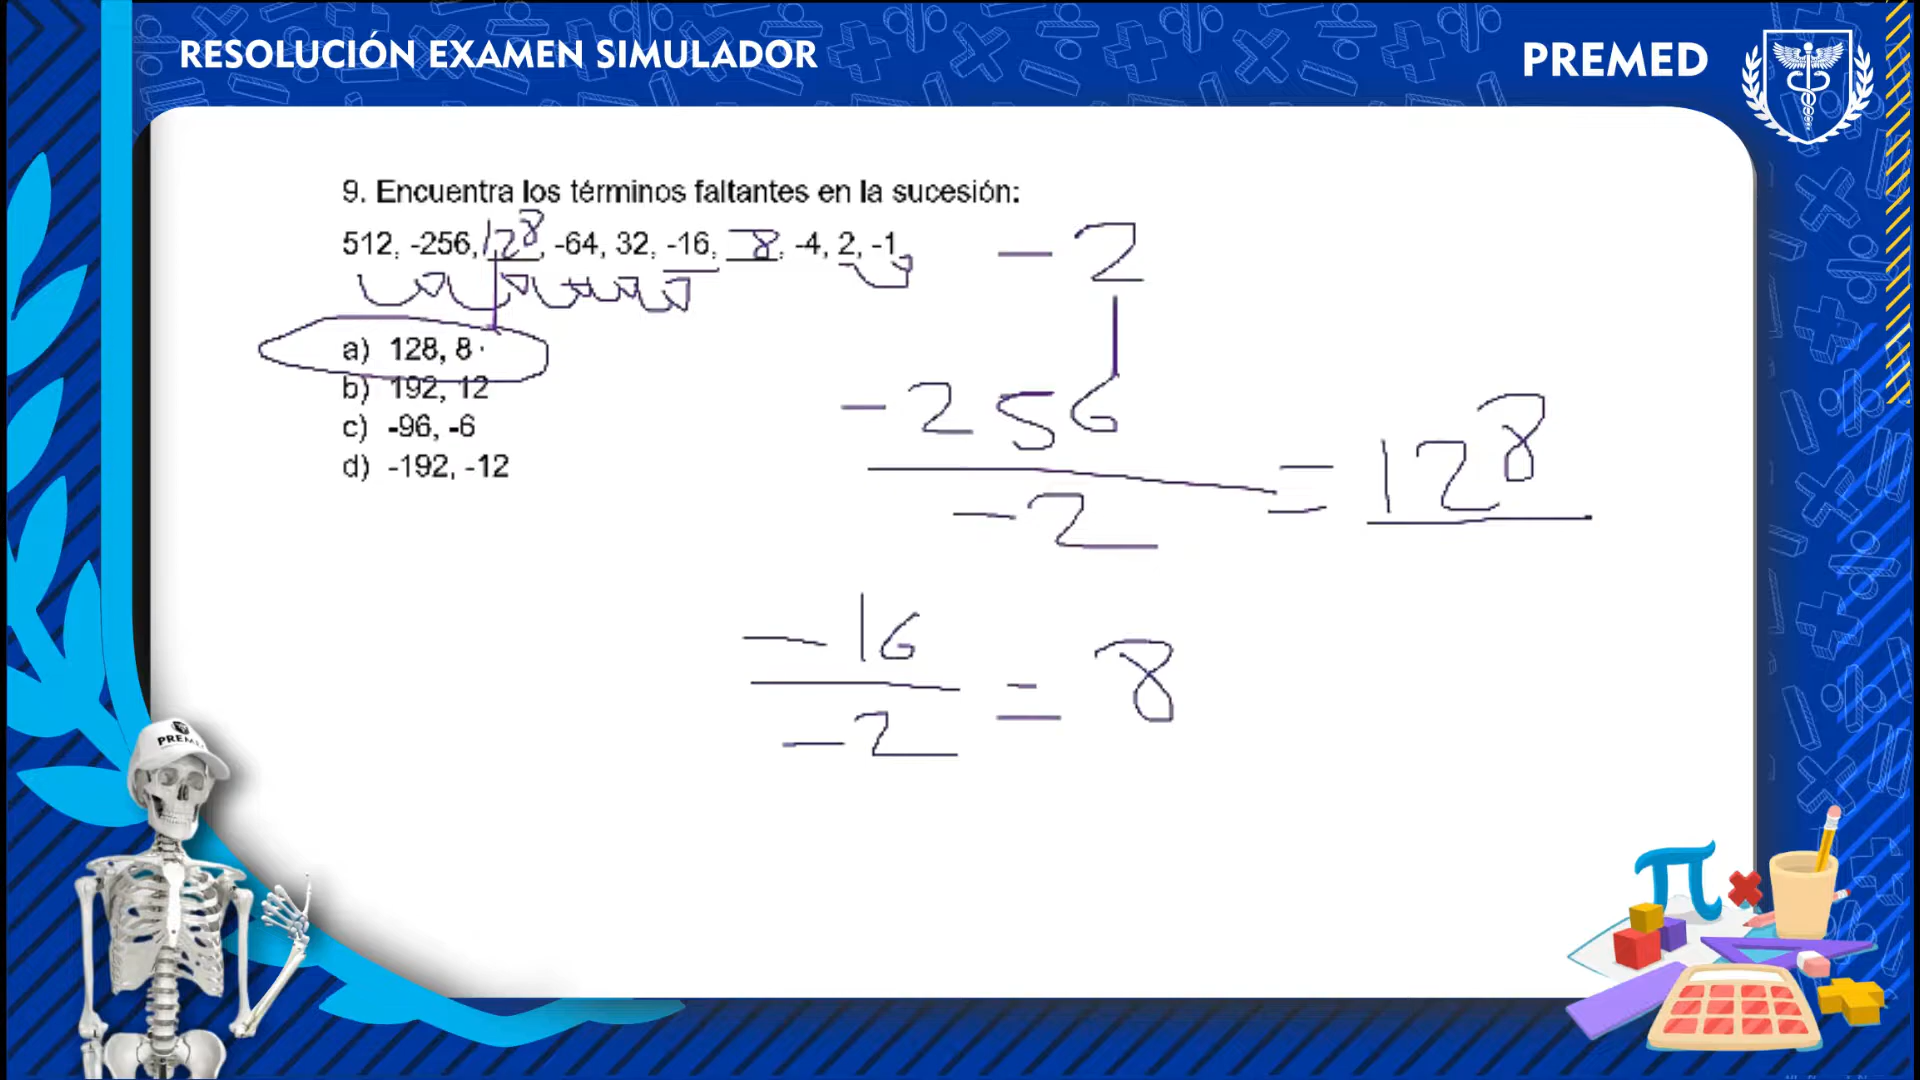 RESOLUCIÓN EXAMEN SIMULADOR
PREMED
9. Encuentra los términos faltantes en la sucesión:
512, -256, 128, -64, 32, -16, 8, -4, 2, -1
a) 128, 8
b) 192, 12
c) -96, -6
d) -192, -12
-2
-256
-2
= 128
-16
-2
= 8
PREME
π